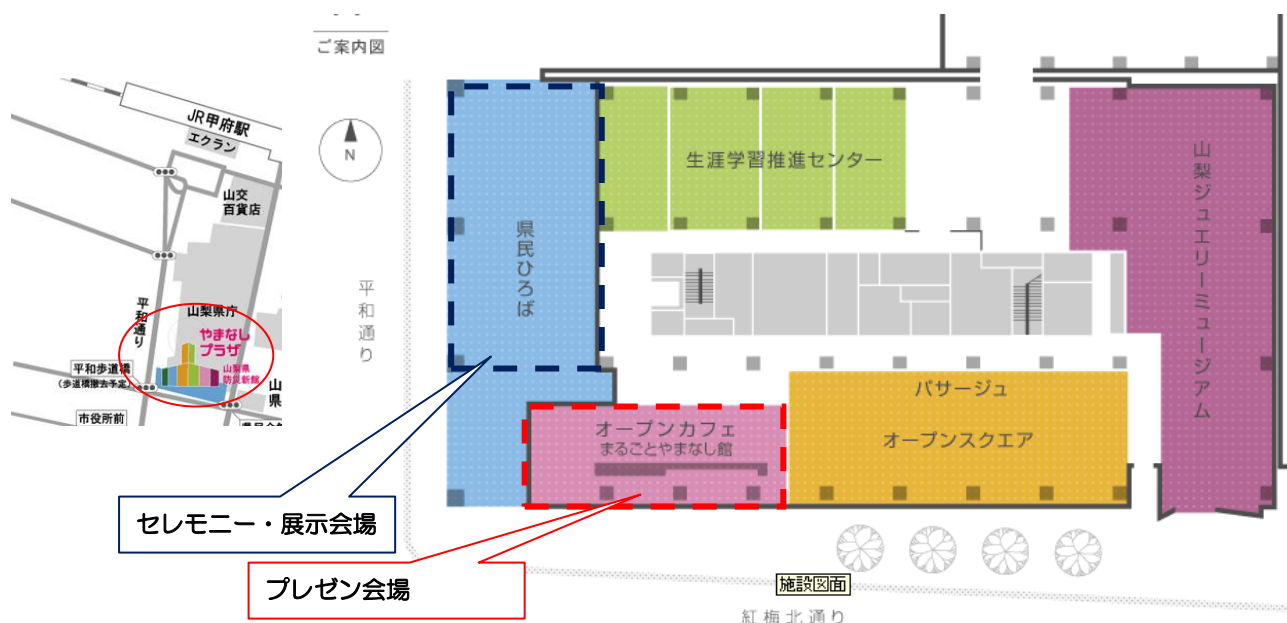 ご案内図
N
JR甲府駅
エクラン
山交
百貨店
山梨県庁
平和通り
やまなし
プラザ
山梨県
防災新館
平和歩道橋
(歩道橋撤去予定)
市役所前
山
県
平和通り
県民ひろば
生涯学習推進センター
山梨ジュエリーミュージアム
パサージュ
オープンスクエア
オープンカフェ
まるごとやまなし館
セレモニー・展示会場
プレゼン会場
施設図面
紅梅北通り